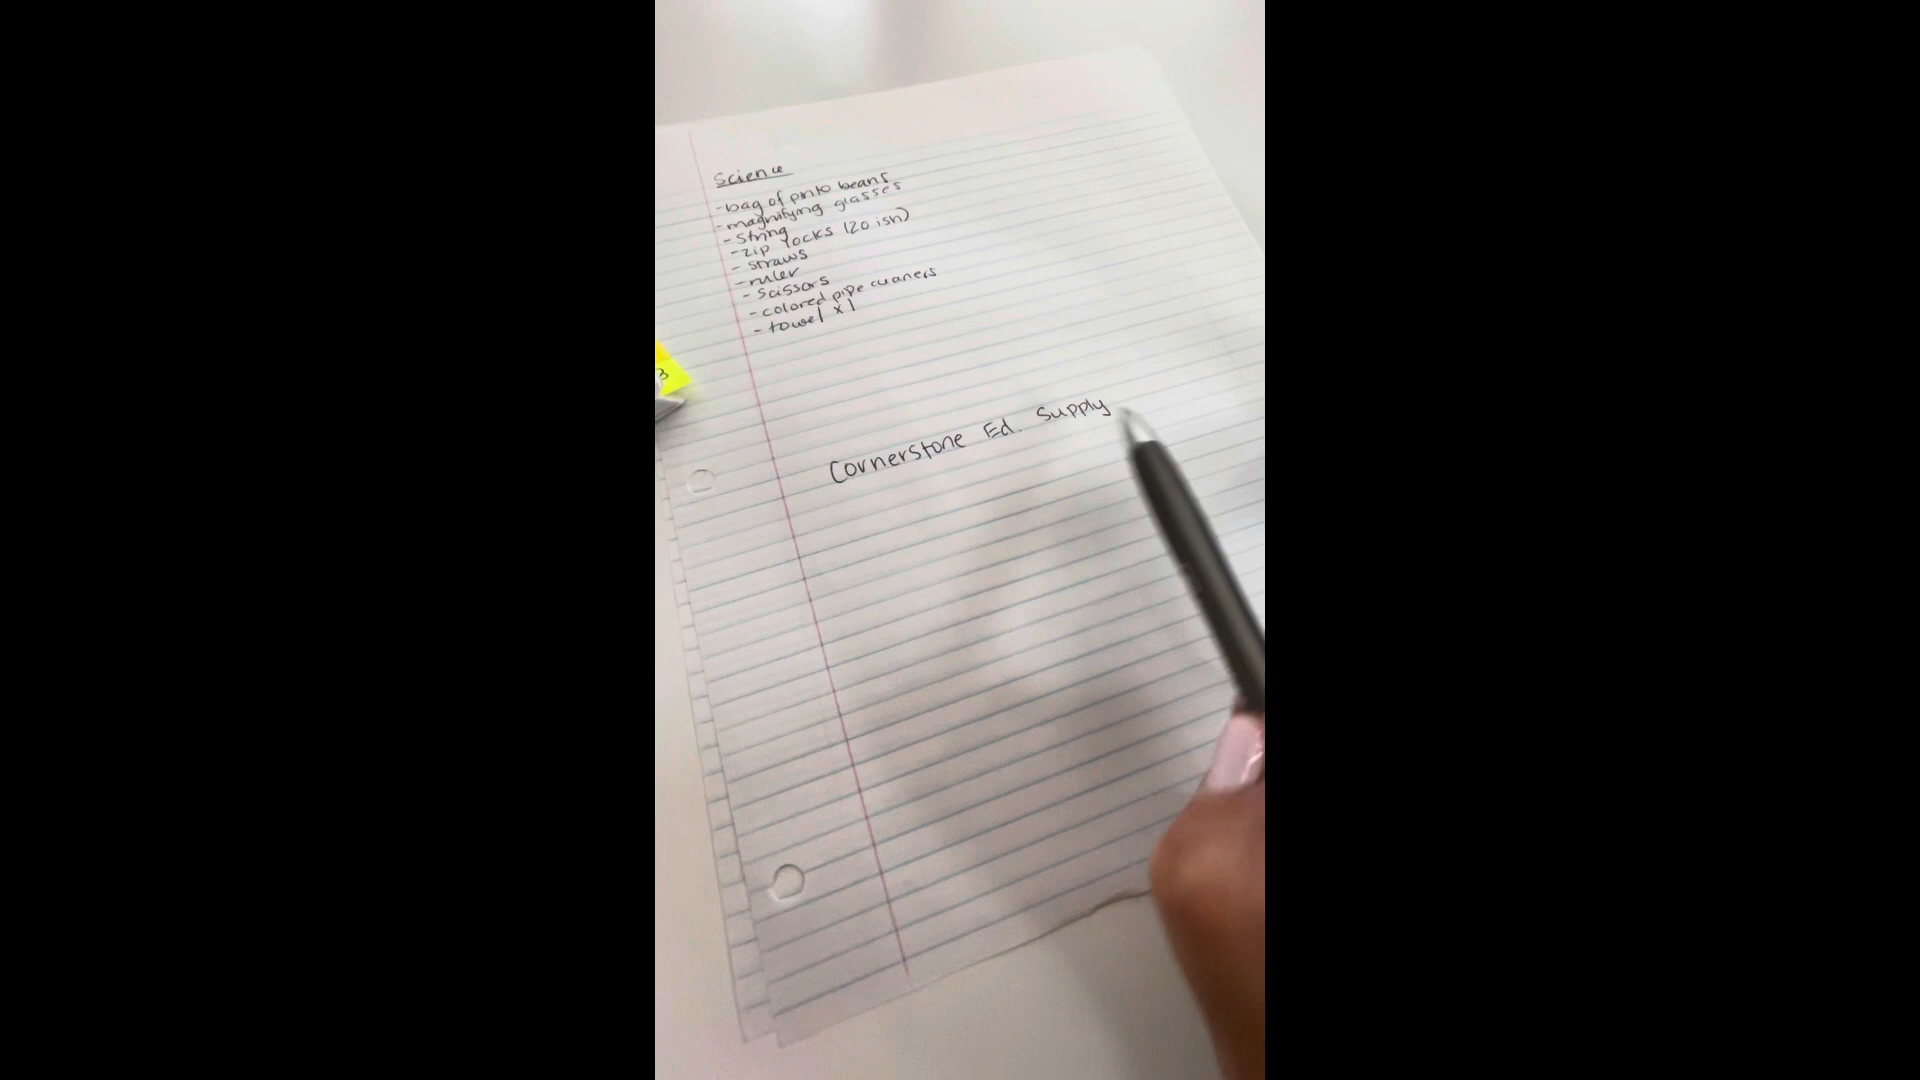 Science
- bag of pinto beans
- magnifying glasses
- string
- zip locks (20 ish)
- straws
- ruler
- scissors
- colored pipe cleaners
- towel x1
3
Cornerstone Ed. Supply